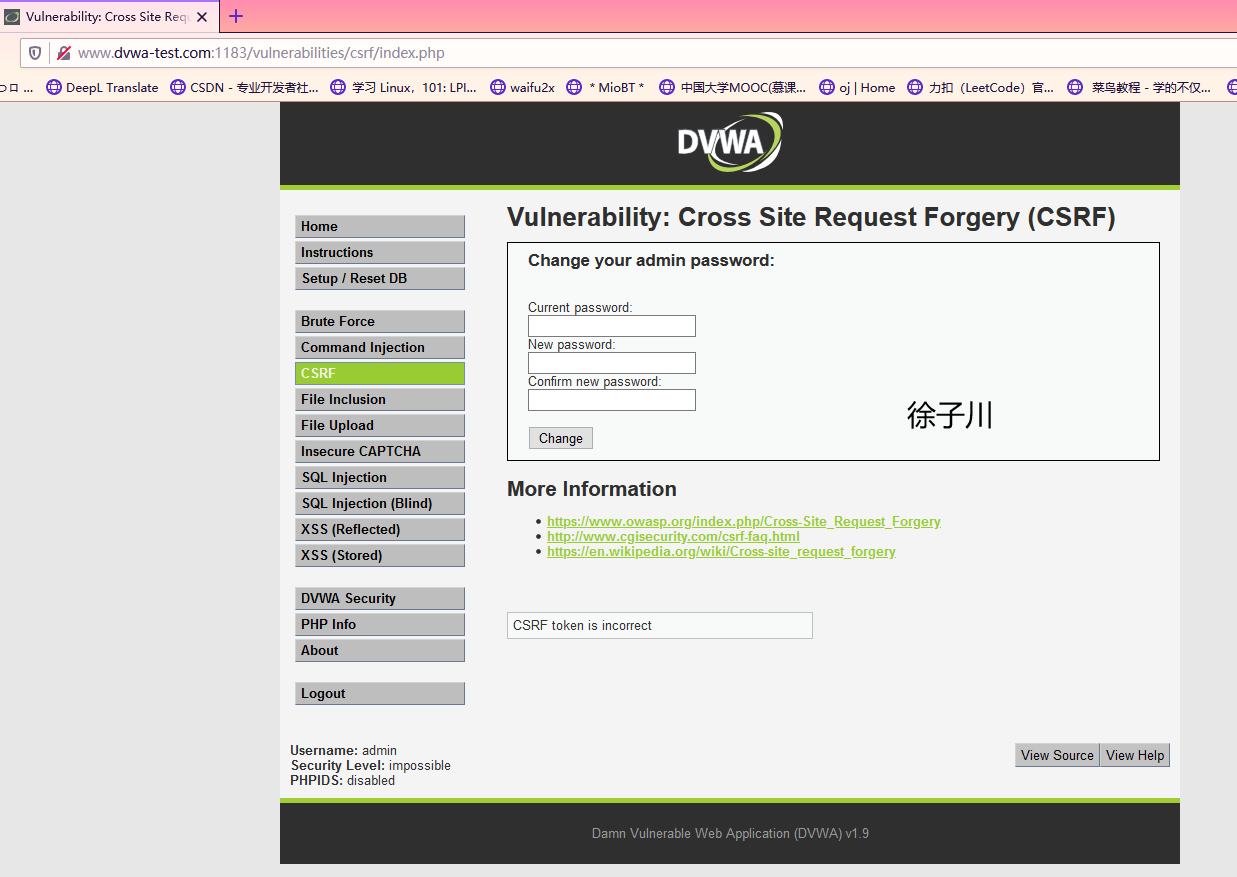 Vulnerability: Cross Site Requ
www.dvwa-test.com:1183/vulnerabilities/csrf/index.php
DeepL Translate CSDN - 专业开发者社... 学习 Linux，101: LPI... waifu2x * MioBT * 中国大学MOOC(慕课... oj | Home 力扣（LeetCode）官... 菜鸟教程 - 学的不仅...
DVWA
Home
Instructions
Setup / Reset DB
Brute Force
Command Injection
CSRF
File Inclusion
File Upload
Insecure CAPTCHA
SQL Injection
SQL Injection (Blind)
XSS (Reflected)
XSS (Stored)
DVWA Security
PHP Info
About
Logout
Vulnerability: Cross Site Request Forgery (CSRF)
Change your admin password:
Current password:
New password:
Confirm new password:
Change
徐子川
More Information
https://www.owasp.org/index.php/Cross-Site_Request_Forgery
http://www.cgisecurity.com/csrf-faq.html
https://en.wikipedia.org/wiki/Cross-site_request_forgery
CSRF token is incorrect
Username: admin
Security Level: impossible
PHPIDS: disabled
View Source View Help
Damn Vulnerable Web Application (DVWA) v1.9